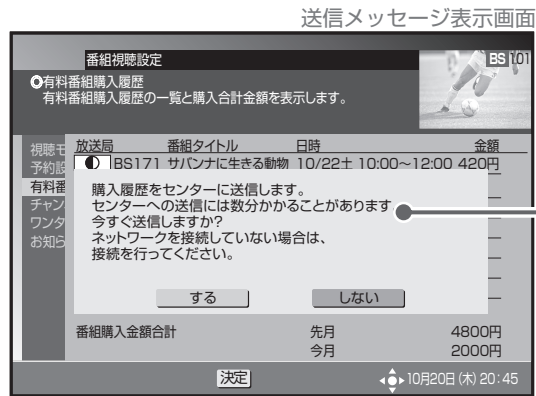 送信メッセージ表示画面
番組視聴設定
BS 101
有料番組購入履歴
有料番組購入履歴の一覧と購入合計金額を表示します。
視聴モ
予約設
有料番
チャン
ワンタ
お知ら
放送局 番組タイトル 日時 金額
BS171 サバンナに生きる動物 10/22土 10:00~12:00 420円
購入履歴をセンターに送信します。
センターへの送信には数分かかることがあります
今すぐ送信しますか?
ネットワークを接続していない場合は、
接続を行ってください。
する しない
番組購入金額合計 先月 4800円
今月 2000円
決定 10月20日(木) 20:45